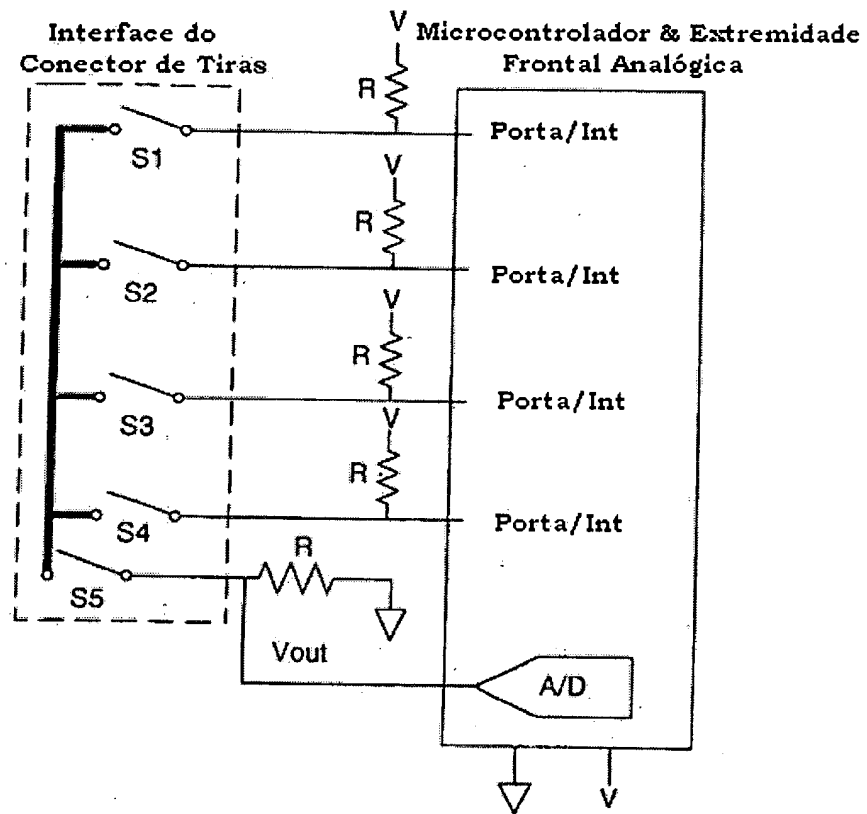 Interface do
Conector de Tiras
Microcontrolador & Extremidade
Frontal Analógica
V
R
Porta/Int
S1
V
R
Porta/Int
S2
V
R
Porta/Int
S3
V
R
Porta/Int
S4
R
S5
Vout
A/D
V